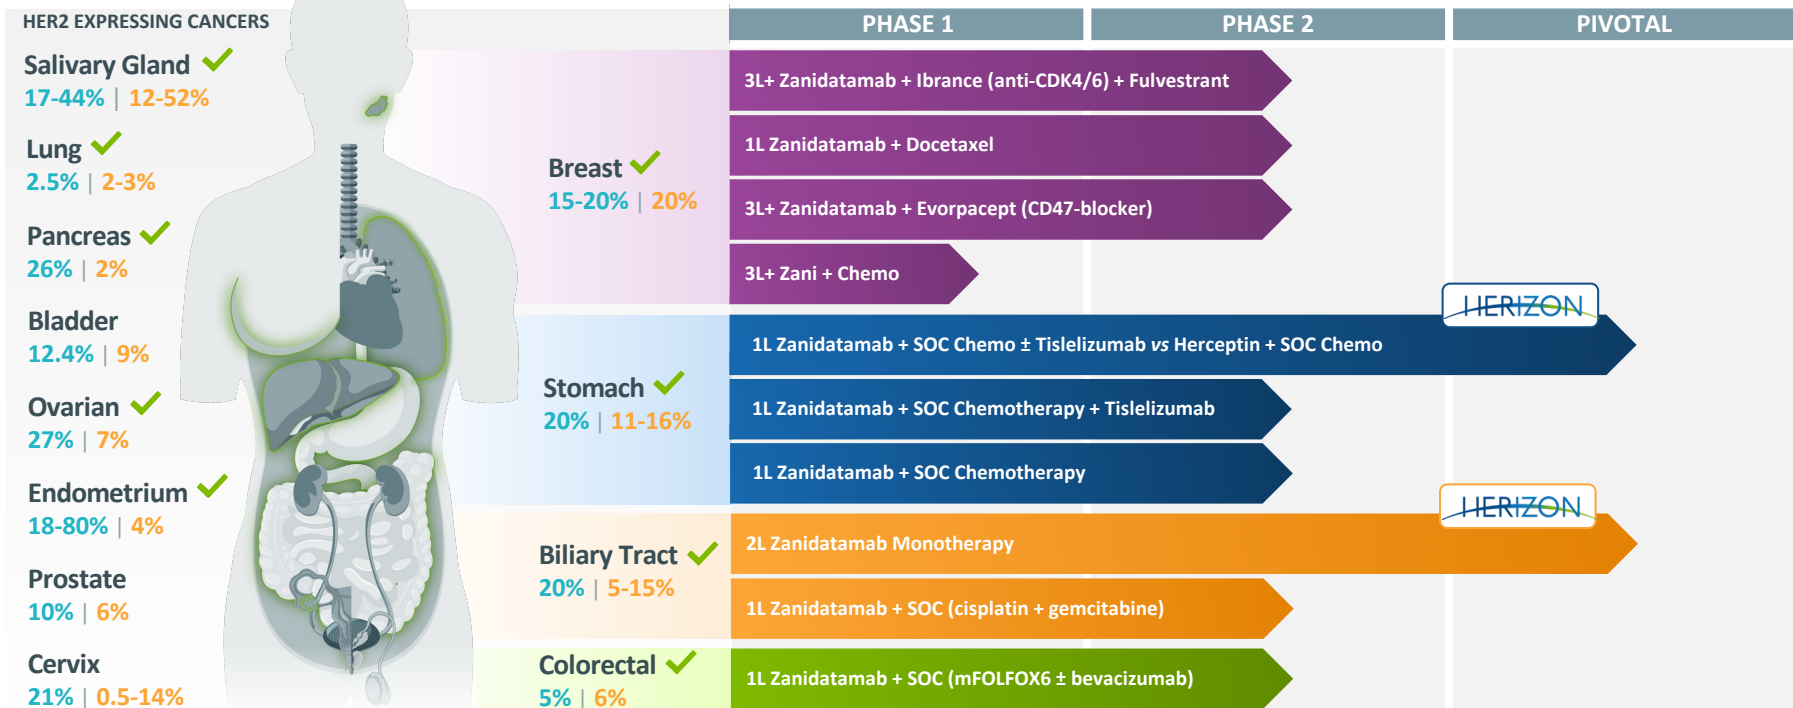 HER2 EXPRESSING CANCERS
PHASE 1
PHASE 2
PIVOTAL
Salivary Gland
17-44% | 12-52%
Lung
2.5% | 2-3%
Pancreas
26% | 2%
Bladder
12.4% | 9%
Ovarian
27% | 7%
Endometrium
18-80% | 4%
Prostate
10% | 6%
Cervix
21% | 0.5-14%
Breast
15-20% | 20%
3L+ Zanidatamab + Ibrance (anti-CDK4/6) + Fulvestrant
1L Zanidatamab + Docetaxel
3L+ Zanidatamab + Evorpacept (CD47-blocker)
3L+ Zani + Chemo
Stomach
20% | 11-16%
HERIZON
1L Zanidatamab + SOC Chemo ± Tislelizumab vs Herceptin + SOC Chemo
1L Zanidatamab + SOC Chemotherapy + Tislelizumab
1L Zanidatamab + SOC Chemotherapy
Biliary Tract
20% | 5-15%
HERIZON
2L Zanidatamab Monotherapy
1L Zanidatamab + SOC (cisplatin + gemcitabine)
Colorectal
5% | 6%
1L Zanidatamab + SOC (mFOLFOX6 ± bevacizumab)